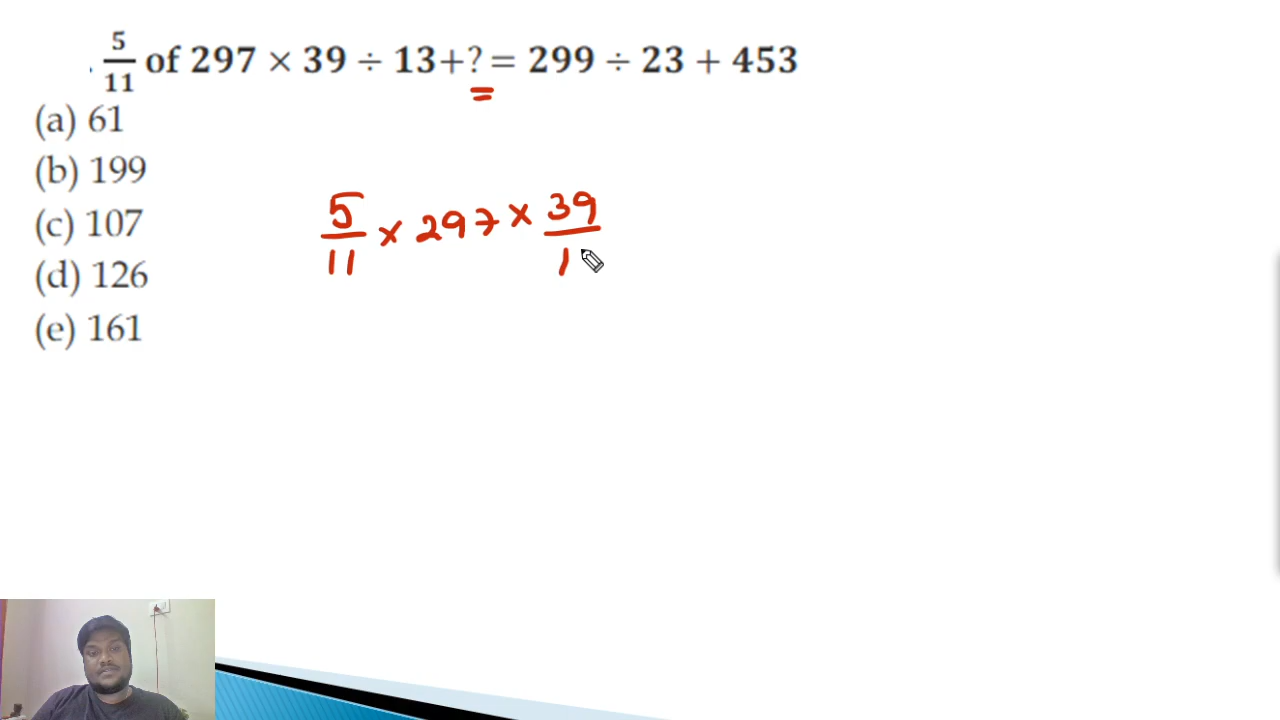 5/11 of 297 × 39 ÷ 13+? = 299 ÷ 23 + 453
(a) 61
(b) 199
(c) 107
(d) 126
(e) 161
5/11 × 297 × 39/1